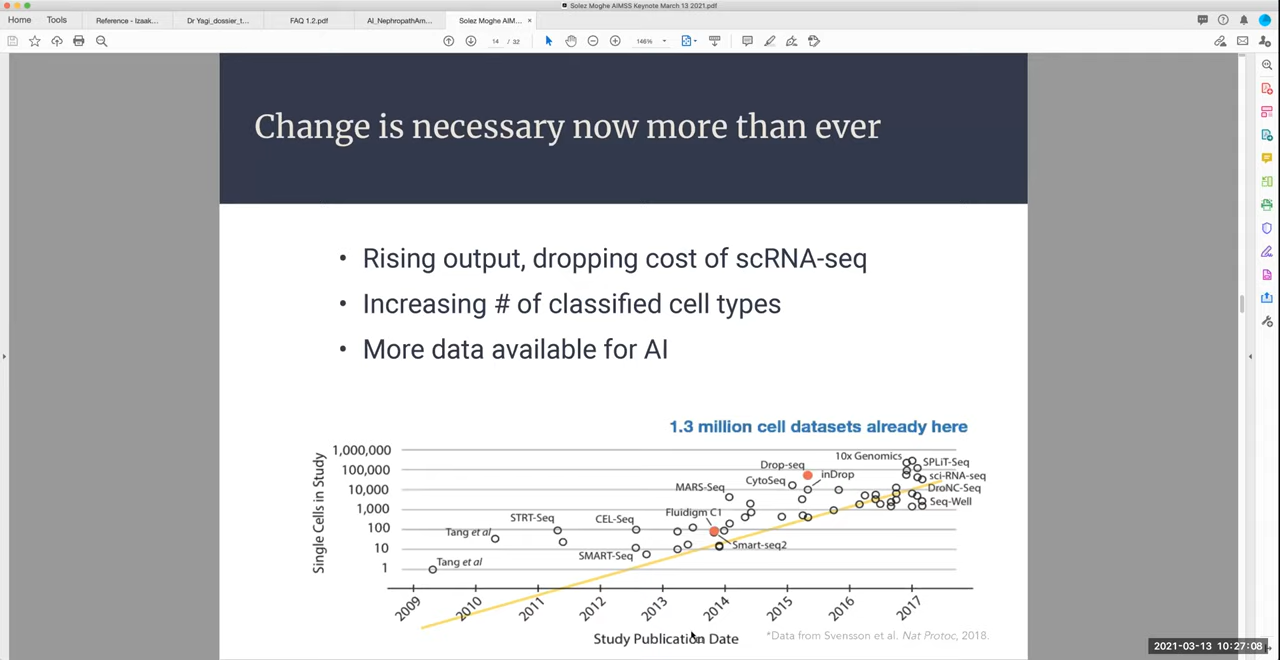 Solez Moghe AIMSS Keynote March 13 2021.pdf
Home Tools Reference - Izaak... Dr Yagi_dossier_t... FAQ 1.2.pdf AI_NephropathAm... Solez Moghe AIM... ×
14 / 32 146%
Change is necessary now more than ever
• Rising output, dropping cost of scRNA-seq
• Increasing # of classified cell types
• More data available for AI
1.3 million cell datasets already here
Single Cells in Study
1,000,000
100,000
10,000
1,000
100
10
1
Tang et al
Tang et al
STRT-Seq
CEL-Seq
SMART-Seq
MARS-Seq
Fluidigm C1
Smart-seq2
CytoSeq
Drop-seq
inDrop
10x Genomics
SPLiT-Seq
sci-RNA-seq
DroNC-Seq
Seq-Well
2009 2010 2011 2012 2013 2014 2015 2016 2017
Study Publication Date
*Data from Svensson et al. Nat Protoc, 2018.
2021-03-13 10:27:08